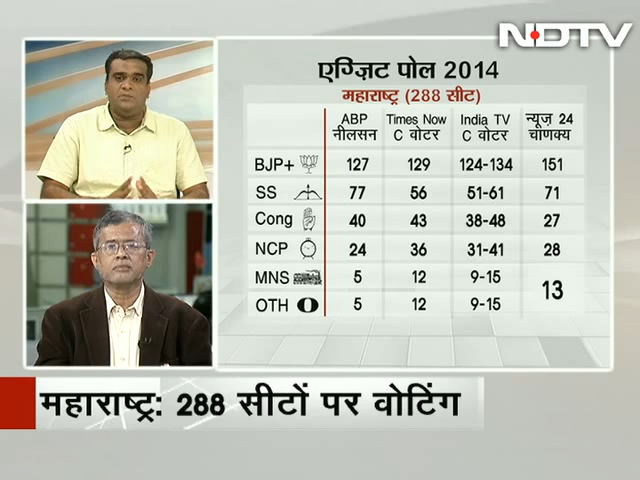 NDTV
एग्ज़िट पोल 2014
महाराष्ट्र (288 सीट)
ABP नीलसन Times Now C वोटर India TV C वोटर न्यूज़ 24 चाणक्य
BJP+ 127 129 124-134 151
SS 77 56 51-61 71
Cong 40 43 38-48 27
NCP 24 36 31-41 28
MNS 5 12 9-15 13
OTH 5 12 9-15
महाराष्ट्र: 288 सीटों पर वोटिंग